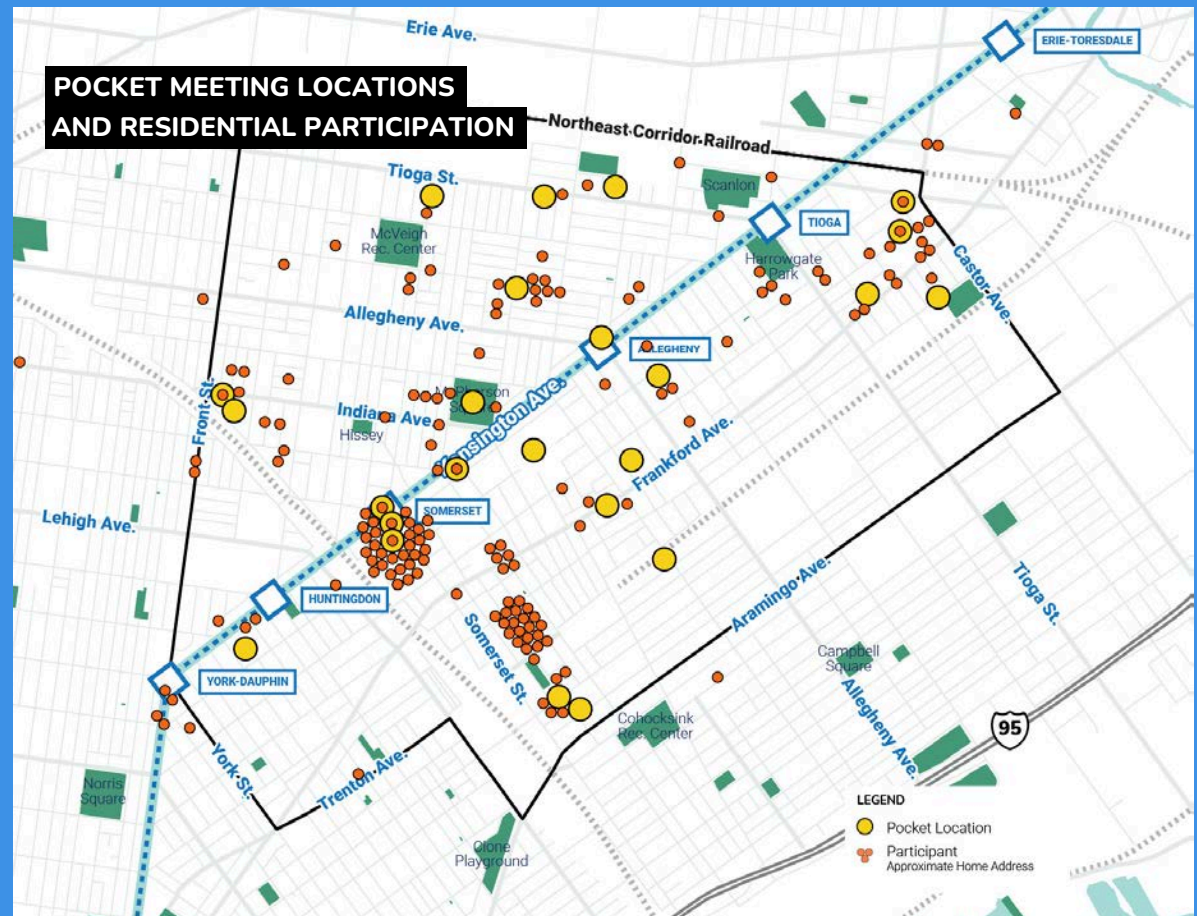 Erie Ave.
ERIE-TORESDALE
POCKET MEETING LOCATIONS
AND RESIDENTIAL PARTICIPATION
Northeast Corridor Railroad
Tioga St.
Scanlon
TIOGA
McVeigh
Rec. Center
Harrowgate
Park
Castor Ave.
Allegheny Ave.
ALLEGHENY
Front St.
McPherson
Square
Indiana Ave.
Hissey
Kensington Ave.
Frankford Ave.
SOMERSET
Lehigh Ave.
HUNTINGDON
Somerset St.
Aramingo Ave.
Tioga St.
Campbell
Square
YORK-DAUPHIN
Allegheny Ave.
Cohocksink
Rec. Center
95
York St.
Trenton Ave.
Norris
Square
Clone
Playground
LEGEND
Pocket Location
Participant
Approximate Home Address